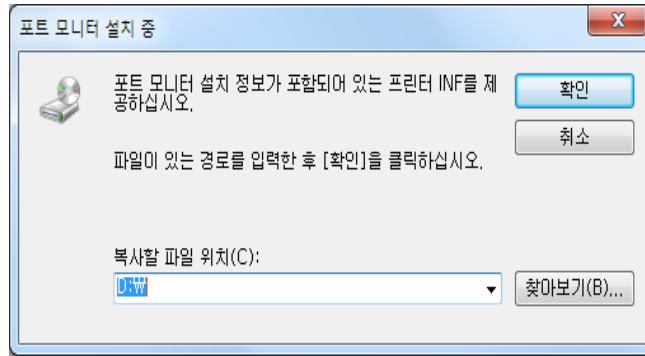 포트 모니터 설치 중
포트 모니터 설치 정보가 포함되어 있는 프린터 INF를 제
공하십시오.
확인
취소
파일이 있는 경로를 입력한 후 [확인]을 클릭하십시오.
복사할 파일 위치(C):
D:₩
찾아보기(B)...